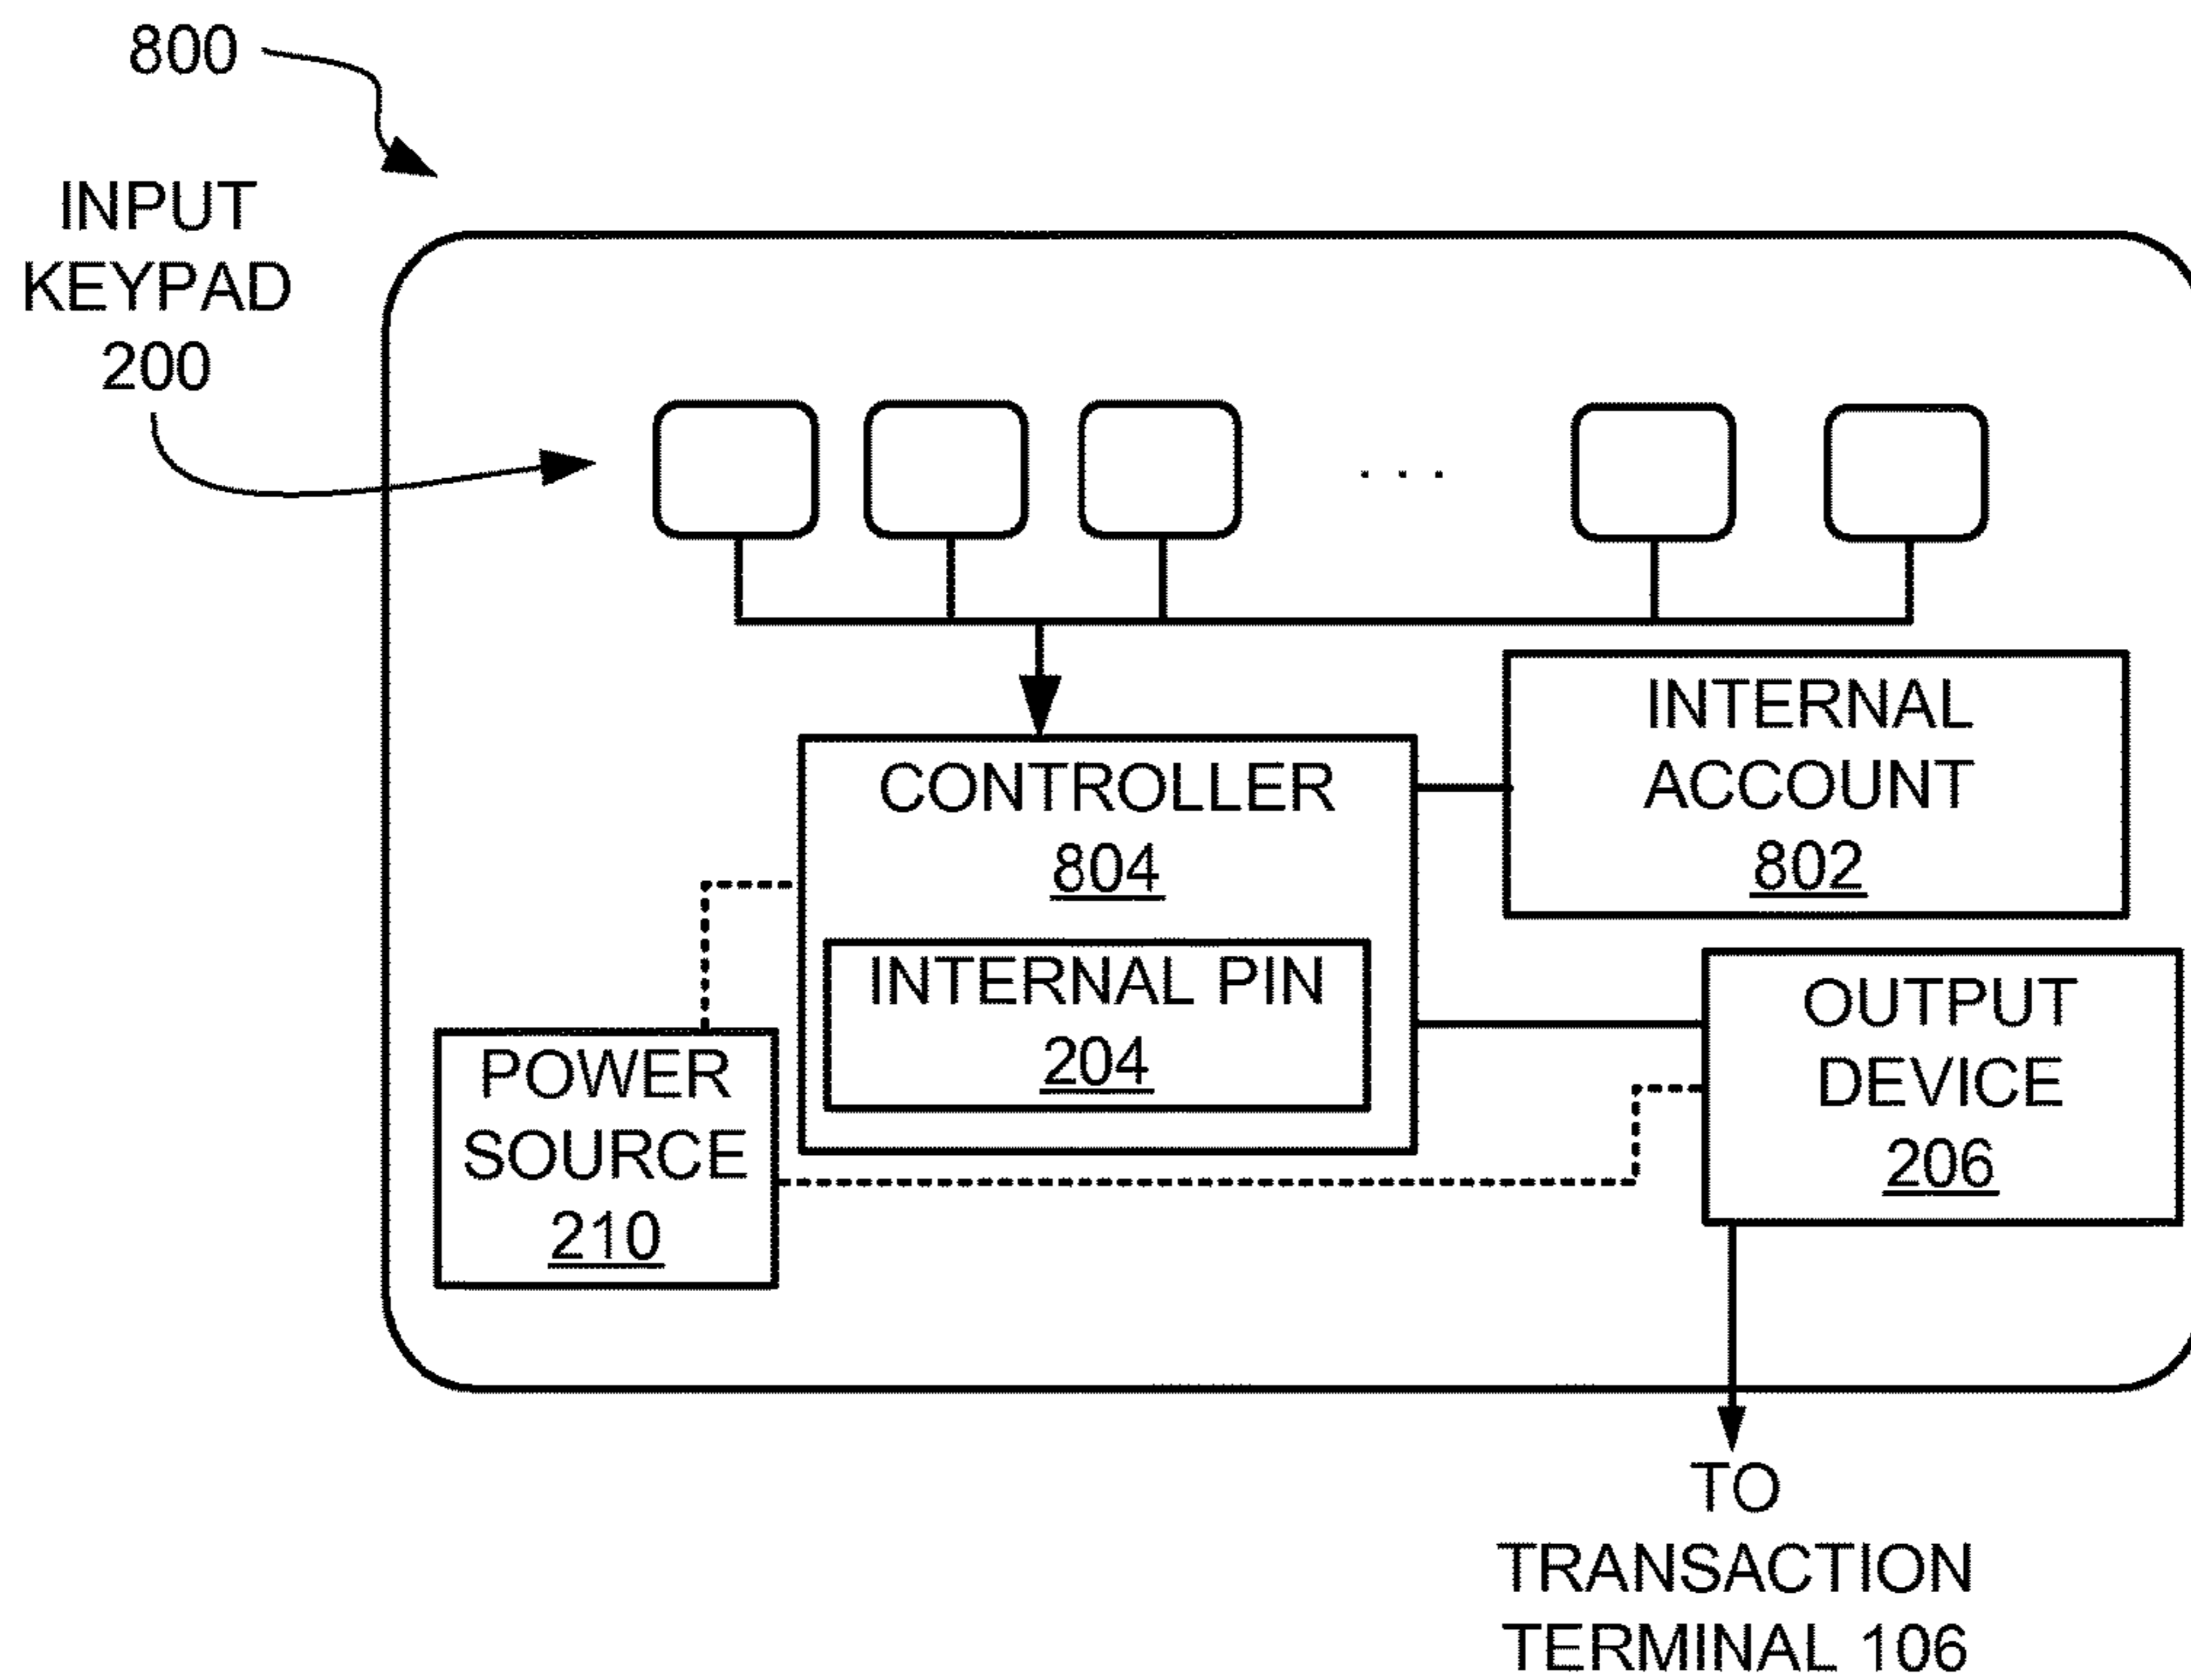 800
INPUT
KEYPAD
200
. . .
INTERNAL
ACCOUNT
802
CONTROLLER
804
INTERNAL PIN
204
POWER
SOURCE
210
OUTPUT
DEVICE
206
TO
TRANSACTION
TERMINAL 106